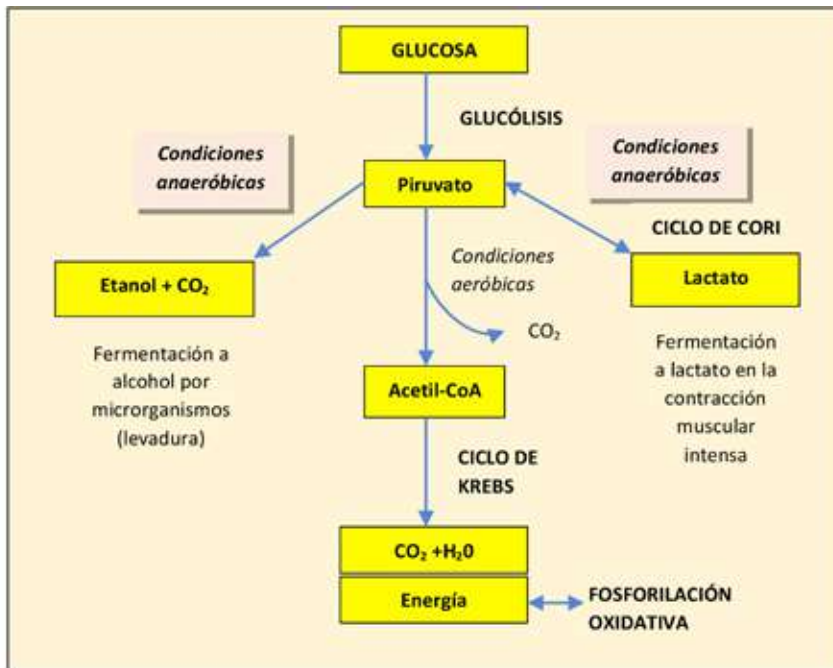 GLUCOSA
GLUCÓLISIS
Condiciones
anaeróbicas
Piruvato
Condiciones
anaeróbicas
CICLO DE CORI
Etanol + CO₂
Condiciones
aeróbicas
Lactato
CO₂
Fermentación a
alcohol por
microrganismos
(levadura)
Fermentación
a lactato en la
contracción
muscular
intensa
Acetil-CoA
CICLO DE
KREBS
CO₂ +H₂0
Energía
FOSFORILACIÓN
OXIDATIVA